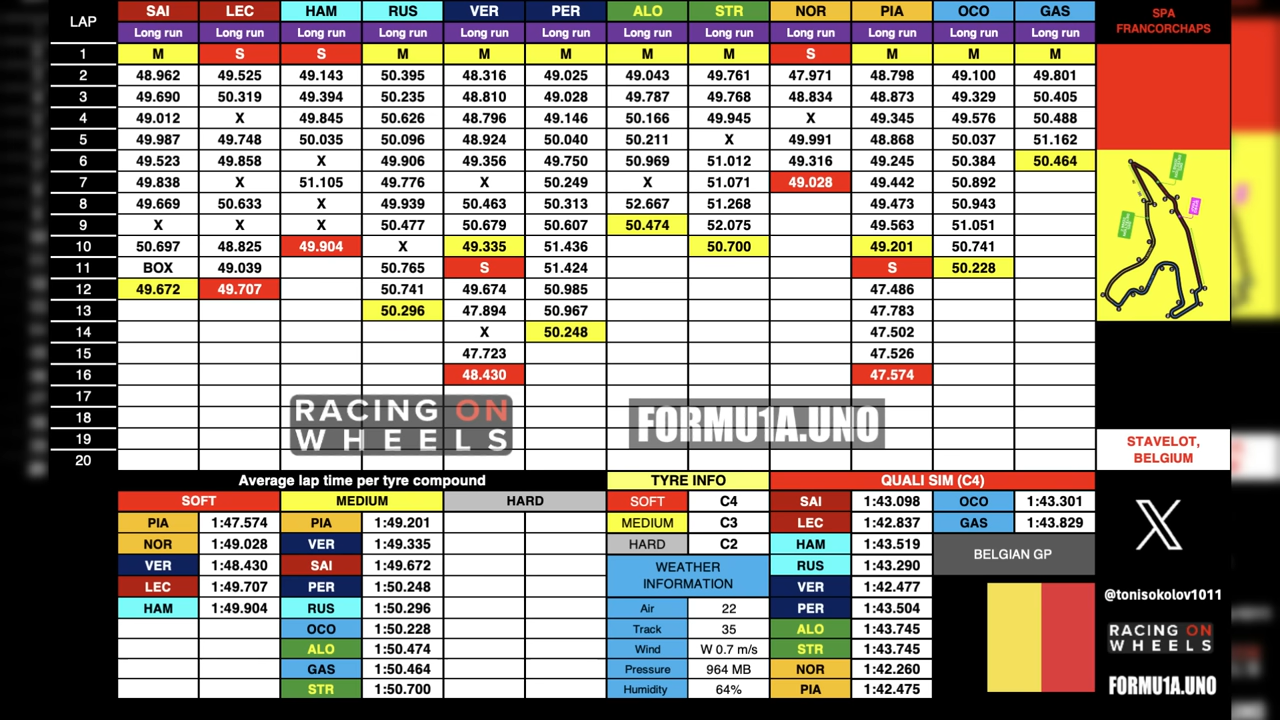 LAP SAI LEC HAM RUS VER PER ALO STR NOR PIA OCO GAS
Long run Long run Long run Long run Long run Long run Long run Long run Long run Long run Long run Long run
SPA
FRANCORCHAPS
1 M S S M M M M M S M M M
2 48.962 49.525 49.143 50.395 48.316 49.025 49.043 49.761 47.971 48.798 49.100 49.801
3 49.690 50.319 49.394 50.235 48.810 49.028 49.787 49.768 48.834 48.873 49.329 50.405
4 49.012 X 49.845 50.626 48.796 49.146 50.166 49.945 X 49.345 49.576 50.488
5 49.987 49.748 50.035 50.096 48.924 50.040 50.211 X 49.991 48.868 50.037 51.162
6 49.523 49.858 X 49.906 49.356 49.750 50.969 51.012 49.316 49.245 50.384 50.464
7 49.838 X 51.105 49.776 X 50.249 X 51.071 49.028 49.442 50.892
8 49.669 50.633 X 49.939 50.463 50.313 52.667 51.268 49.473 50.943
9 X X X 50.477 50.679 50.607 50.474 52.075 49.563 51.051
10 50.697 48.825 49.904 X 49.335 51.436 50.700 49.201 50.741
11 BOX 49.039 50.765 S 51.424 S 50.228
12 49.672 49.707 50.741 49.674 50.985 47.486
13 50.296 47.894 50.967 47.783
14 X 50.248 47.502
15 47.723 47.526
16 48.430 47.574
17
18
19
20
RACING ON
WHEELS
FORMU1A.UNO
STAVELOT,
BELGIUM
Average lap time per tyre compound
SOFT MEDIUM HARD
PIA 1:47.574 PIA 1:49.201
NOR 1:49.028 VER 1:49.335
VER 1:48.430 SAI 1:49.672
LEC 1:49.707 PER 1:50.248
HAM 1:49.904 RUS 1:50.296
OCO 1:50.228
ALO 1:50.474
GAS 1:50.464
STR 1:50.700
TYRE INFO
SOFT C4
MEDIUM C3
HARD C2
WEATHER
INFORMATION
Air 22
Track 35
Wind W 0.7 m/s
Pressure 964 MB
Humidity 64%
QUALI SIM (C4)
SAI 1:43.098 OCO 1:43.301
LEC 1:42.837 GAS 1:43.829
HAM 1:43.519
RUS 1:43.290
VER 1:42.477
PER 1:43.504
ALO 1:43.745
STR 1:43.745
NOR 1:42.260
PIA 1:42.475
BELGIAN GP
X
@tonisokolov1011
RACING ON
WHEELS
FORMU1A.UNO